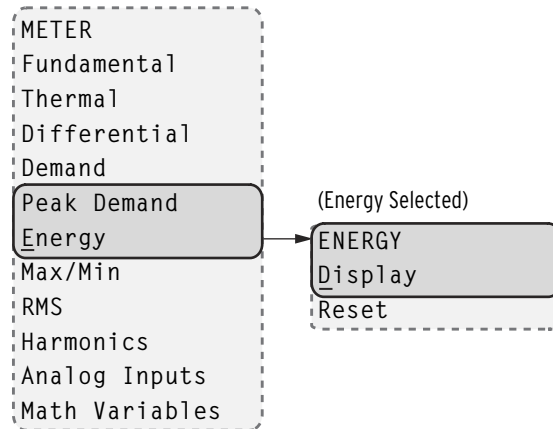 METER
Fundamental
Thermal
Differential
Demand
Peak Demand
Energy
Max/Min
RMS
Harmonics
Analog Inputs
Math Variables
(Energy Selected)
ENERGY
Display
Reset